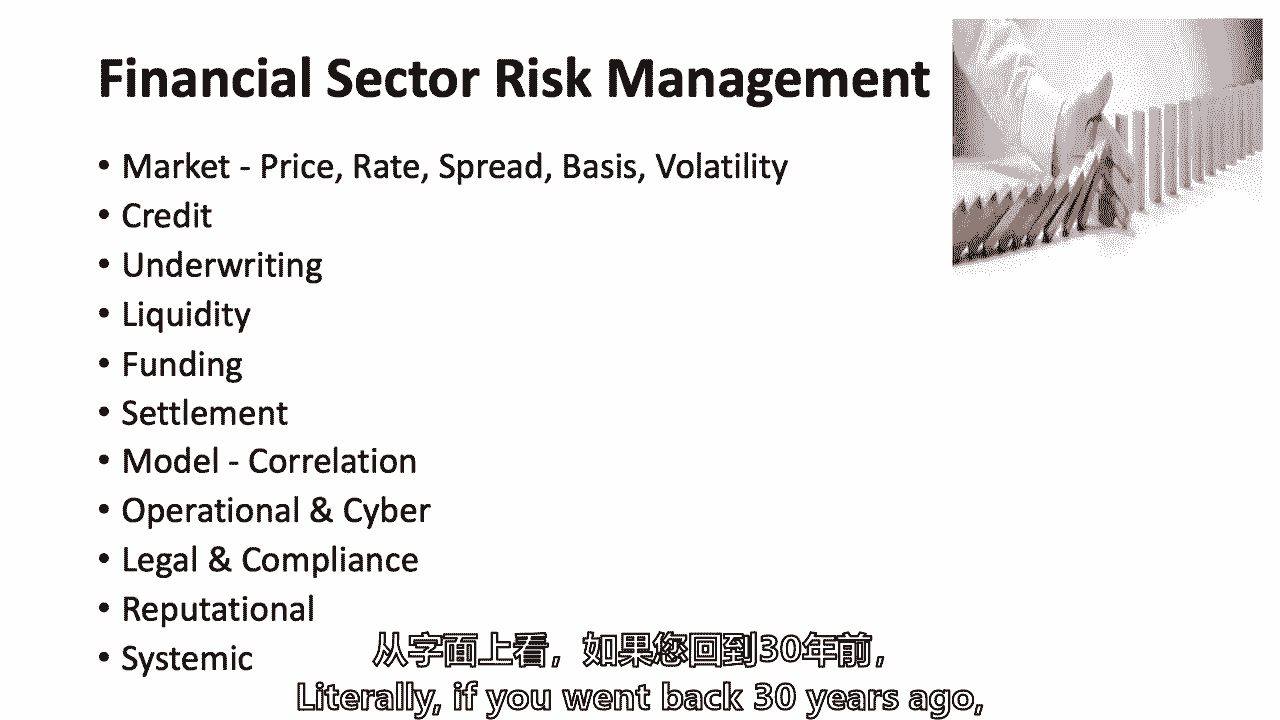 Financial Sector Risk Management
• Market - Price, Rate, Spread, Basis, Volatility
• Credit
• Underwriting
• Liquidity
• Funding
• Settlement
• Model - Correlation
• Operational & Cyber
• Legal & Compliance
• Reputational
• Systemic
从字面上看，如果您回到30年前，
Literally, if you went back 30 years ago,